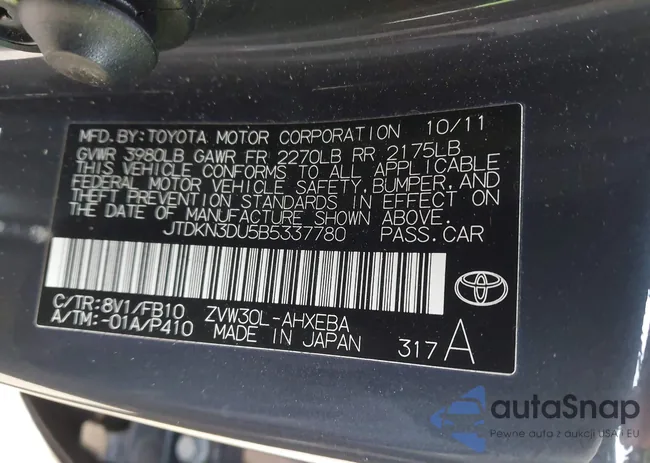 MFD. BY: TOYOTA MOTOR CORPORATION 10/11
GVWR 3980LB GAWR FR 2270LB RR 2175LB
THIS VEHICLE CONFORMS TO ALL APPLICABLE
FEDERAL MOTOR VEHICLE SAFETY, BUMPER, AND
THEFT PREVENTION STANDARDS IN EFFECT ON
THE DATE OF MANUFACTURE SHOWN ABOVE.
JTDKN3DU5B5337780 PASS. CAR
C/TR: 8V1/FB10 ZVW30L-AHXEBA
A/TM: -01A/P410 MADE IN JAPAN 317 A
autaSnap
Pewne auta z aukcji USA i EU